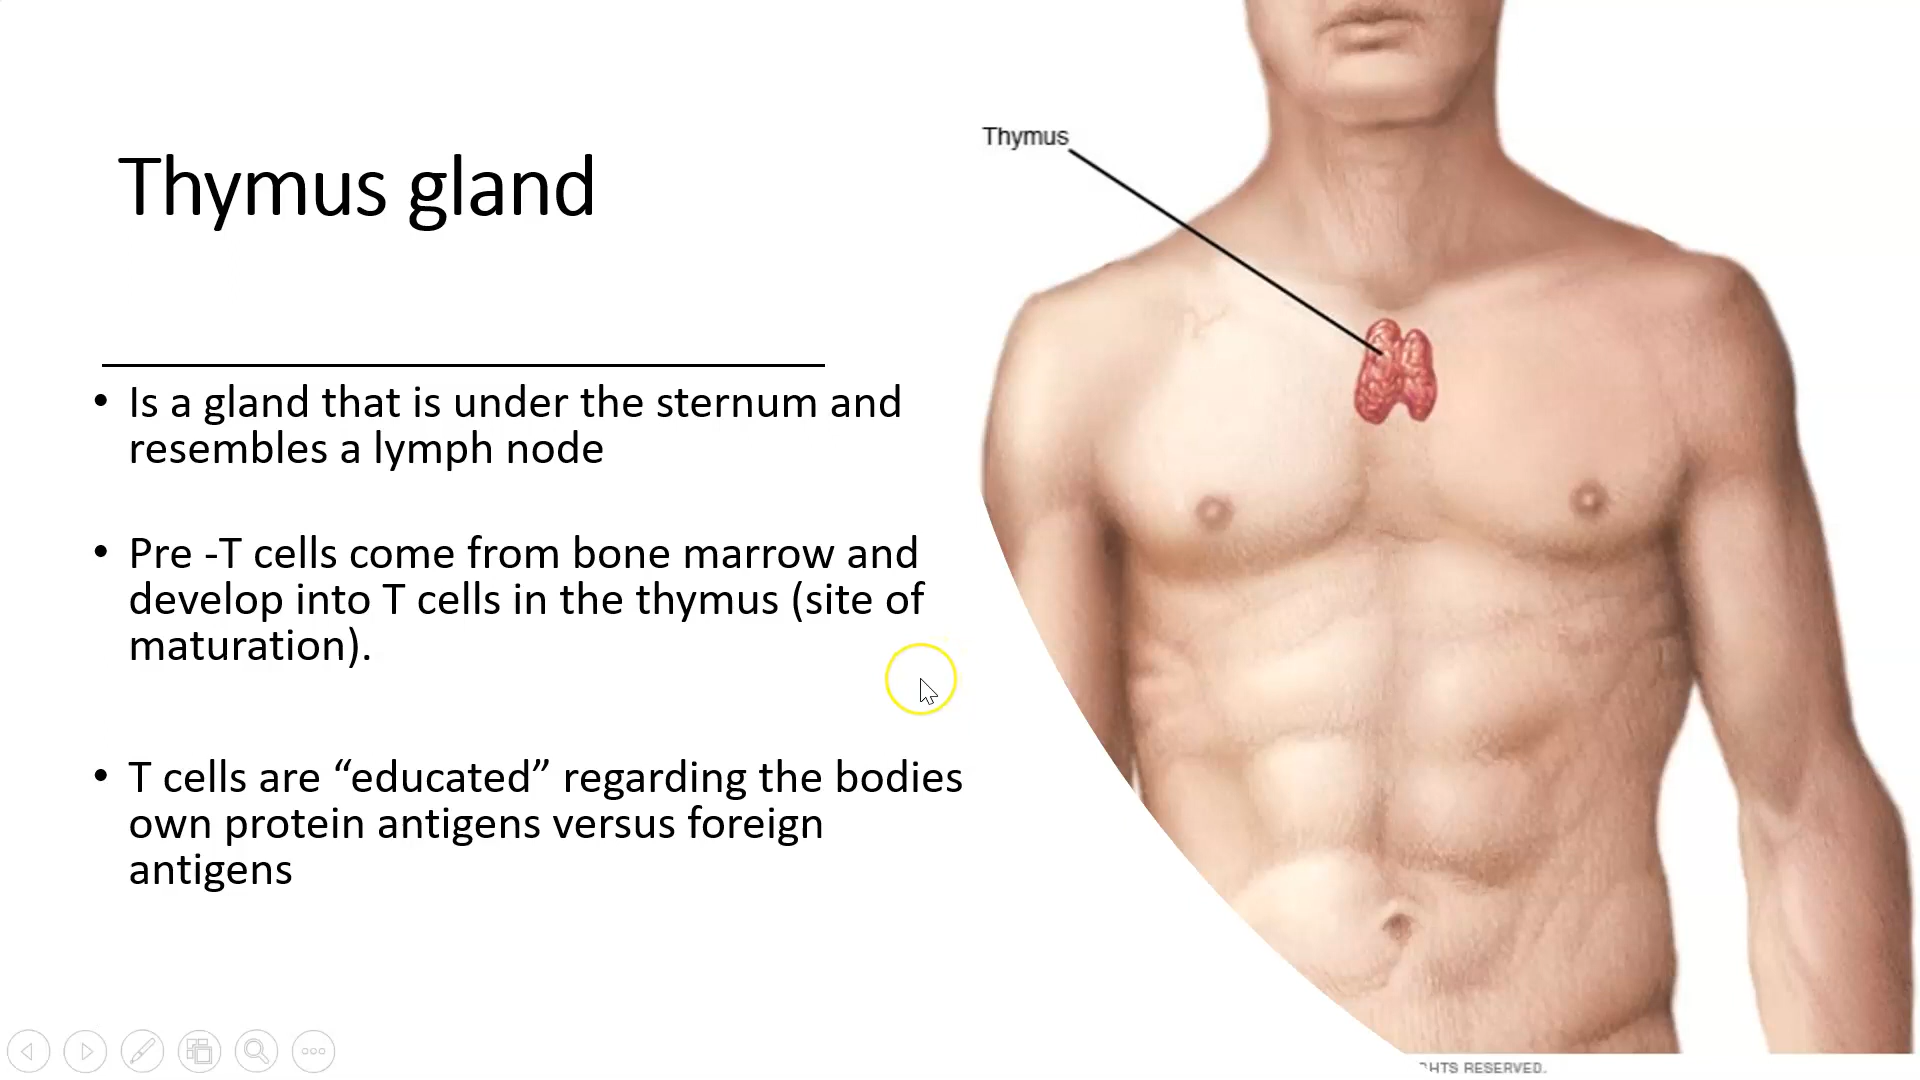 Thymus gland
• Is a gland that is under the sternum and
resembles a lymph node
• Pre -T cells come from bone marrow and
develop into T cells in the thymus (site of
maturation).
• T cells are “educated” regarding the bodies
own protein antigens versus foreign
antigens
Thymus
RESERVED.